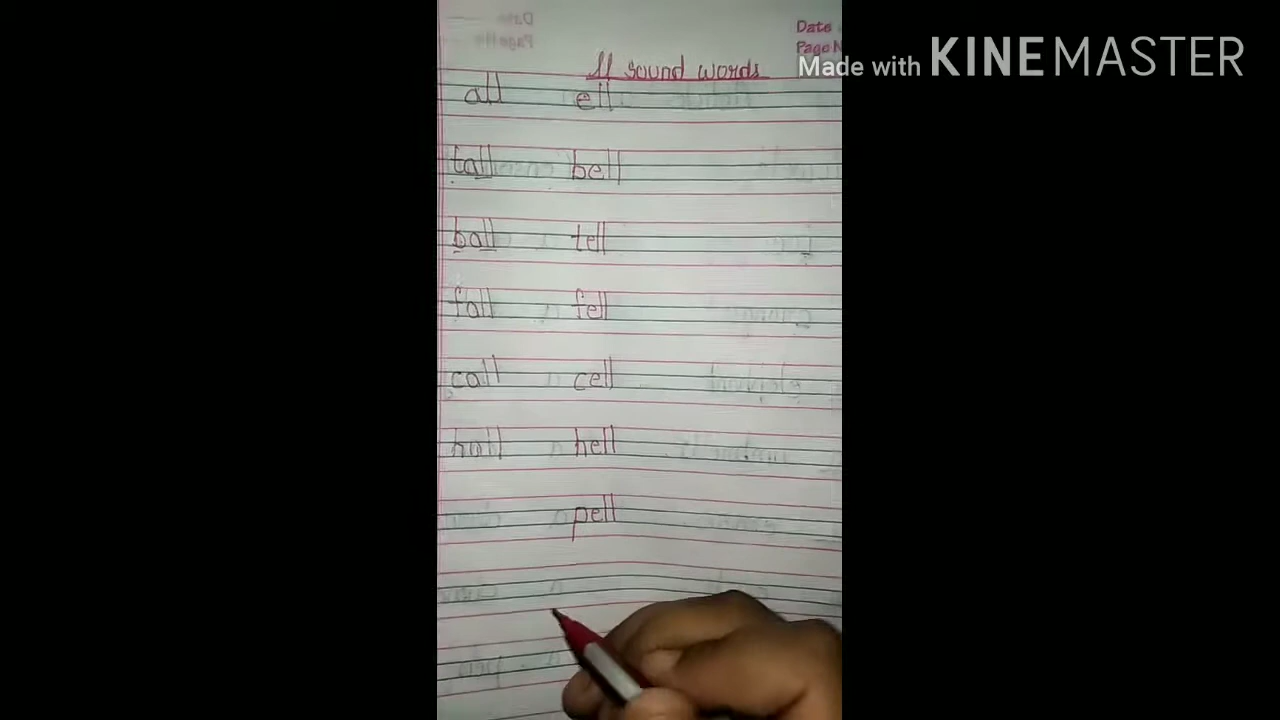 Date
Page N
Made with KINEMASTER
ll sound words
all ell
tall bell
ball tell
fall fell
call cell
hall hell
pell